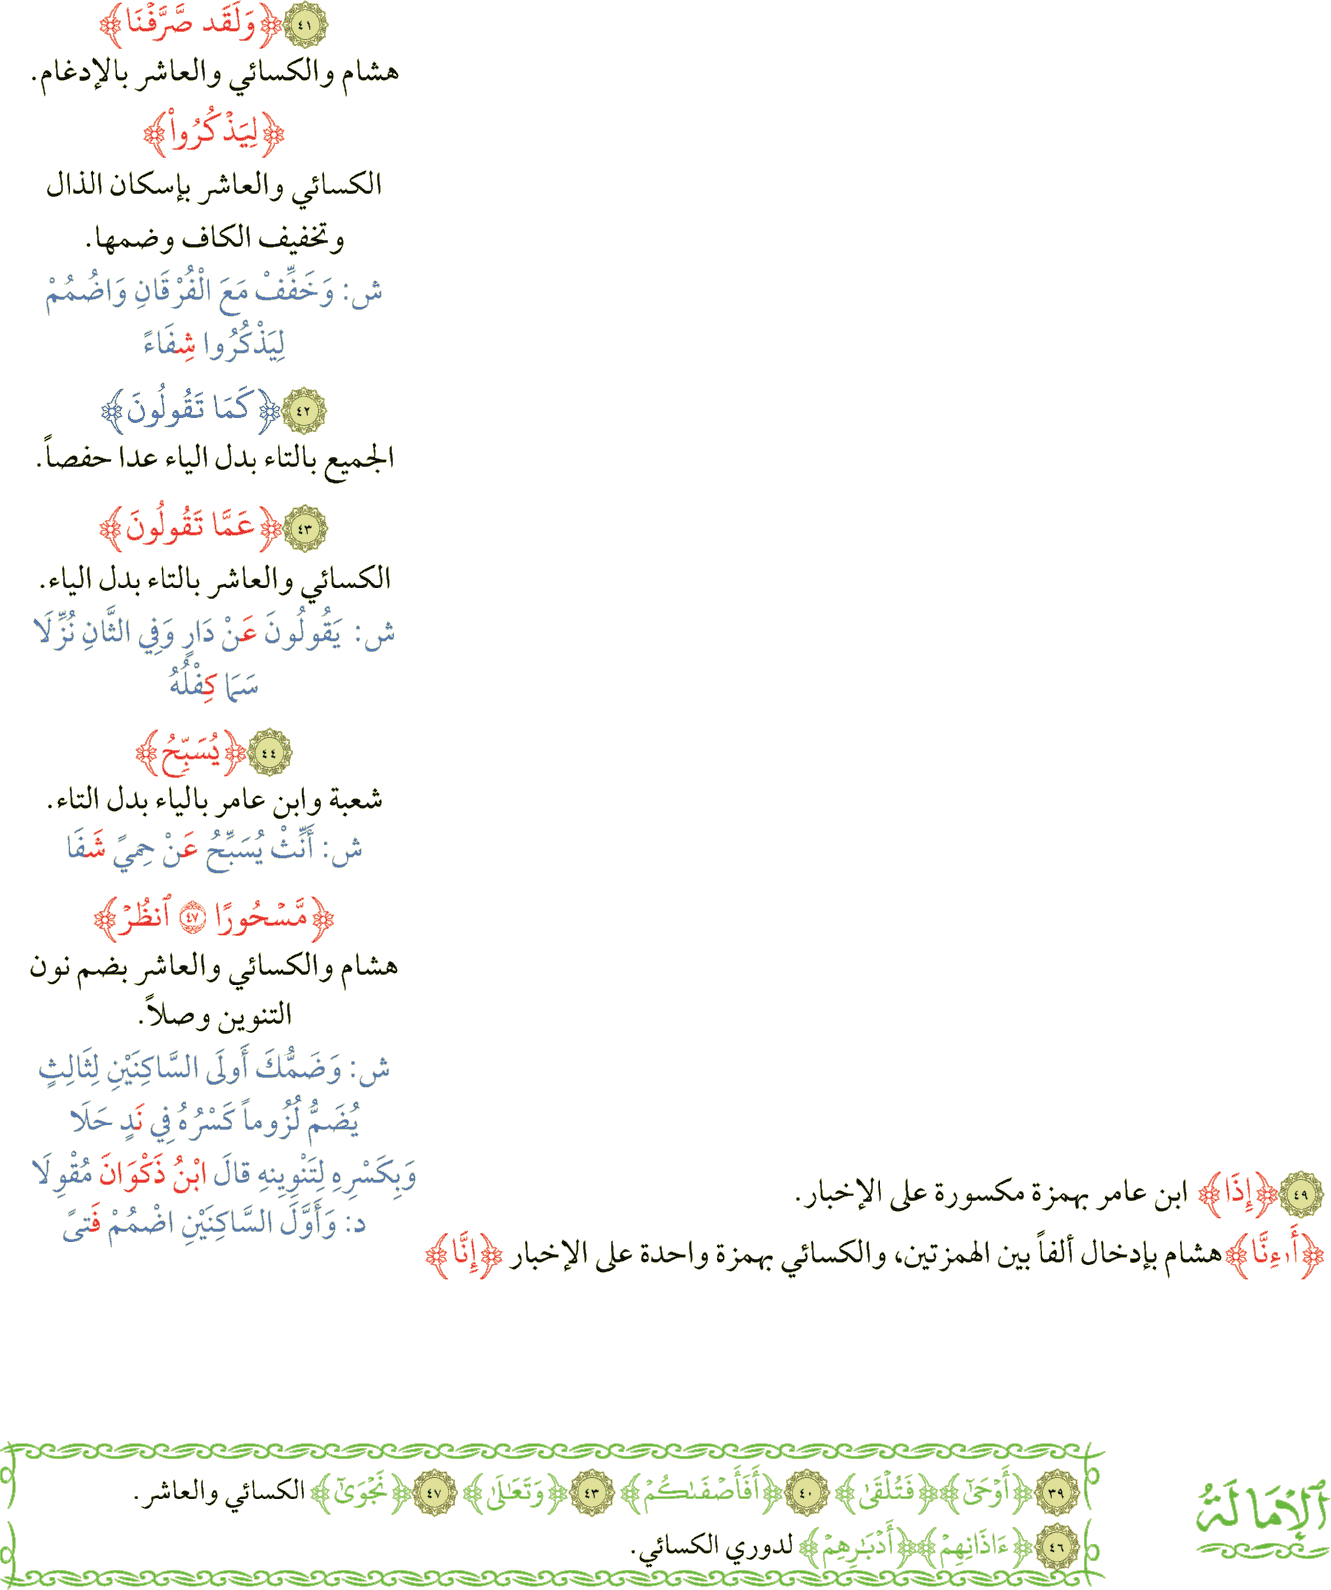 ٤١ ﴿وَلَقَد صَّرَّفْنَا﴾
هشام والكسائي والعاشر بالإدغام.
﴿لِيَذْكُرُواْ﴾
الكسائي والعاشر بإسكان الذال
وتخفيف الكاف وضمها.
ش: وَخَفِّفْ مَعَ الْفُرْقَانِ وَاضْمُمْ
لِيَذْكُرُوا شِفَاءً
٤٢ ﴿كَمَا تَقُولُونَ﴾
الجميع بالتاء بدل الياء عدا حفصاً.
٤٣ ﴿عَمَّا تَقُولُونَ﴾
الكسائي والعاشر بالتاء بدل الياء.
ش: يَقُولُونَ عَنْ دَارٍ وَفِي الثَّانِ نُزِّلَا
سَمَا كِفْلُهُ
٤٤ ﴿يُسَبِّحُ﴾
شعبة وابن عامر بالياء بدل التاء.
ش: أَنِّثْ يُسَبِّحُ عَنْ حِمىً شَفَا
﴿مَّسْحُورًا ٤٧ ٱنظُرْ﴾
هشام والكسائي والعاشر بضم نون
التنوين وصلاً.
ش: وَضَمُّكَ أُولَى السَّاكِنَيْنِ لِثَالِثٍ
يُضَمُّ لُزُوماً كَسْرُهُ فِي نَدٍ حَلَا
وَبِكَسْرِهِ لِتَنْوِينِهِ قالَ ابْنُ ذَكْوَانَ مُقْوِلَا
د: وَأَوَّلَ السَّاكِنَيْنِ اضْمُمْ فَتىً
٤٩ ﴿إِذَا﴾ ابن عامر بهمزة مكسورة على الإخبار.
﴿أَ.ءِنَّا﴾ هشام بإدخال ألفاً بين الهمزتين، والكسائي بهمزة واحدة على الإخبار ﴿إِنَّا﴾
ٱلْإِمَالَةُ
٣٩ ﴿أَوْحَىٰٓ﴾ ﴿فَتُلْقَىٰ﴾ ٤٠ ﴿أَفَأَصْفَىٰكُمْ﴾ ٤٣ ﴿وَتَعَالَىٰ﴾ ٤٧ ﴿نَجْوَىٰٓ﴾ الكسائي والعاشر.
٤٦ ﴿ءَاذَانِهِمْ﴾ ﴿أَدْبَـٰرِهِمْ﴾ لدوري الكسائي.